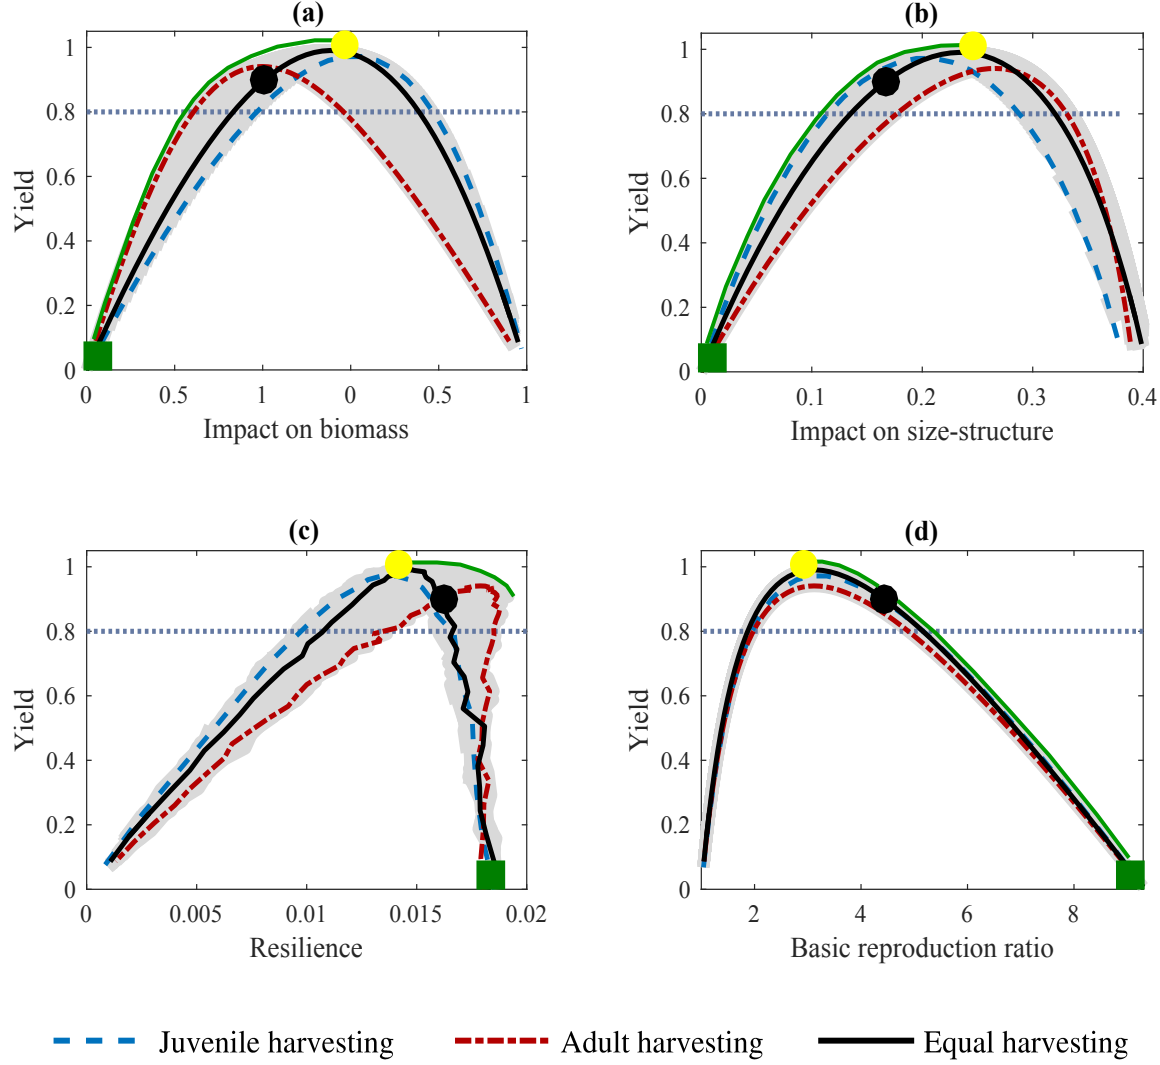 (a)
1
0.8
0.6
0.4
0.2
0
Yield
0 0.5 1 0 0.5 1
Impact on biomass
(b)
1
0.8
0.6
0.4
0.2
0
Yield
0 0.1 0.2 0.3 0.4
Impact on size-structure
(c)
1
0.8
0.6
0.4
0.2
0
Yield
0 0.005 0.01 0.015 0.02
Resilience
(d)
1
0.8
0.6
0.4
0.2
0
Yield
2 4 6 8
Basic reproduction ratio
Juvenile harvesting Adult harvesting Equal harvesting